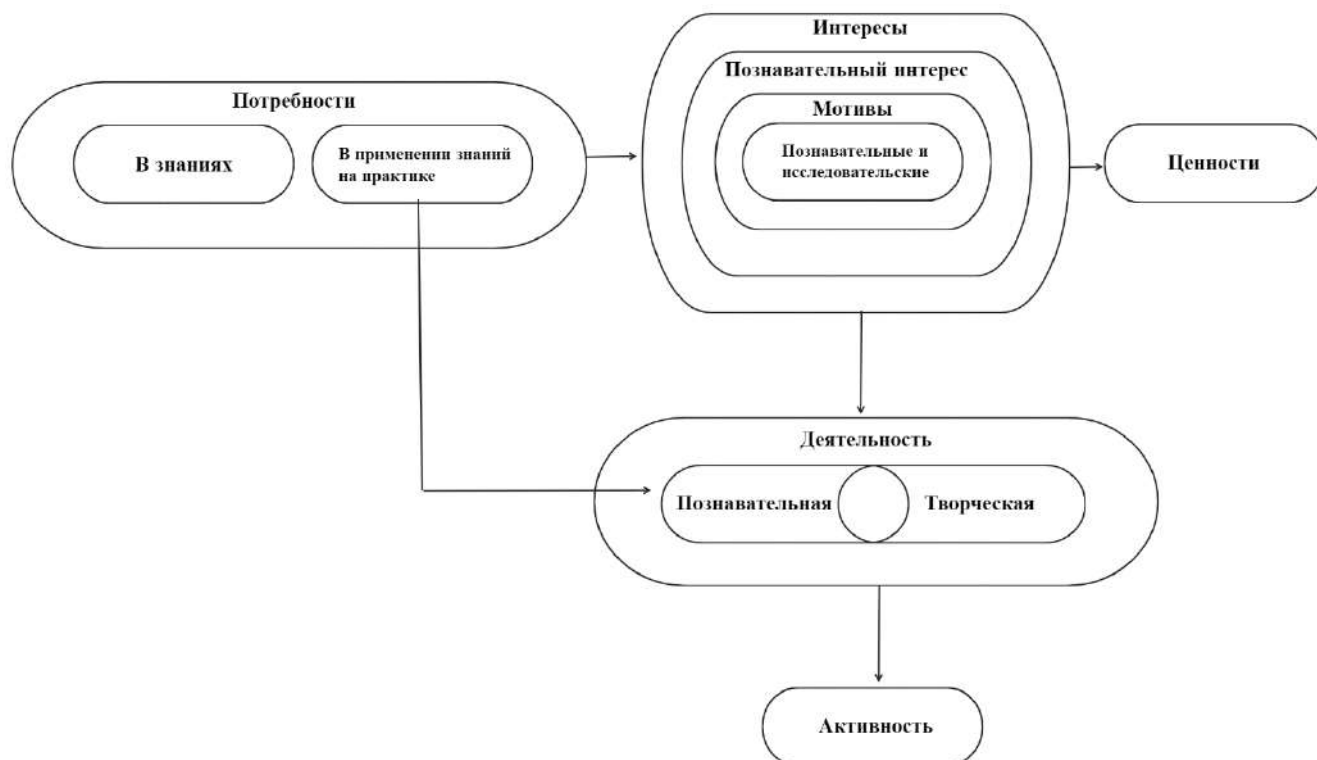 Интересы
Познавательный интерес
Потребности
Мотивы
В знаниях
В применении знаний
на практике
Познавательные и
исследовательские
Ценности
Деятельность
Познавательная
Творческая
Активность